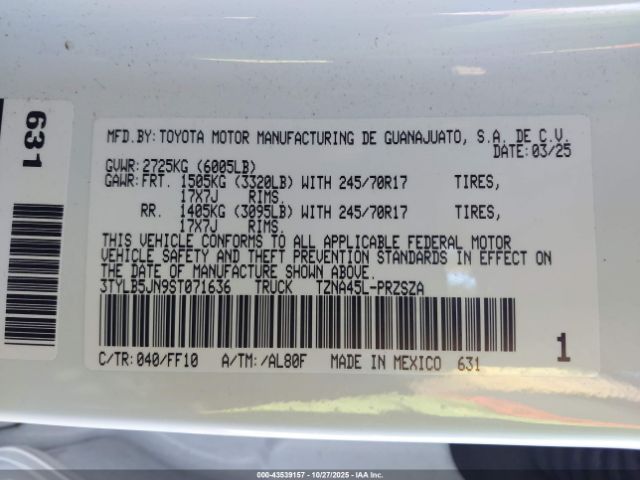 631
MFD.BY: TOYOTA MOTOR MANUFACTURING DE GUANAJUATO, S.A. DE C.V.
DATE: 03/25
GVWR: 2725KG (6005LB)
GAWR: FRT. 1505KG (3320LB) WITH 245/70R17 TIRES,
17X7J RIMS.
RR. 1405KG (3095LB) WITH 245/70R17 TIRES,
17X7J RIMS.
THIS VEHICLE CONFORMS TO ALL APPLICABLE FEDERAL MOTOR
VEHICLE SAFETY AND THEFT PREVENTION STANDARDS IN EFFECT ON
THE DATE OF MANUFACTURE SHOWN ABOVE.
3TYLB5JN9ST071636 TRUCK TZNA45L-PRZSZA
C/TR: 040/FF10 A/TM: /AL80F MADE IN MEXICO 631
1
000-43539157 - 10/27/2025 - COPYRIGHT IAA, LLC.